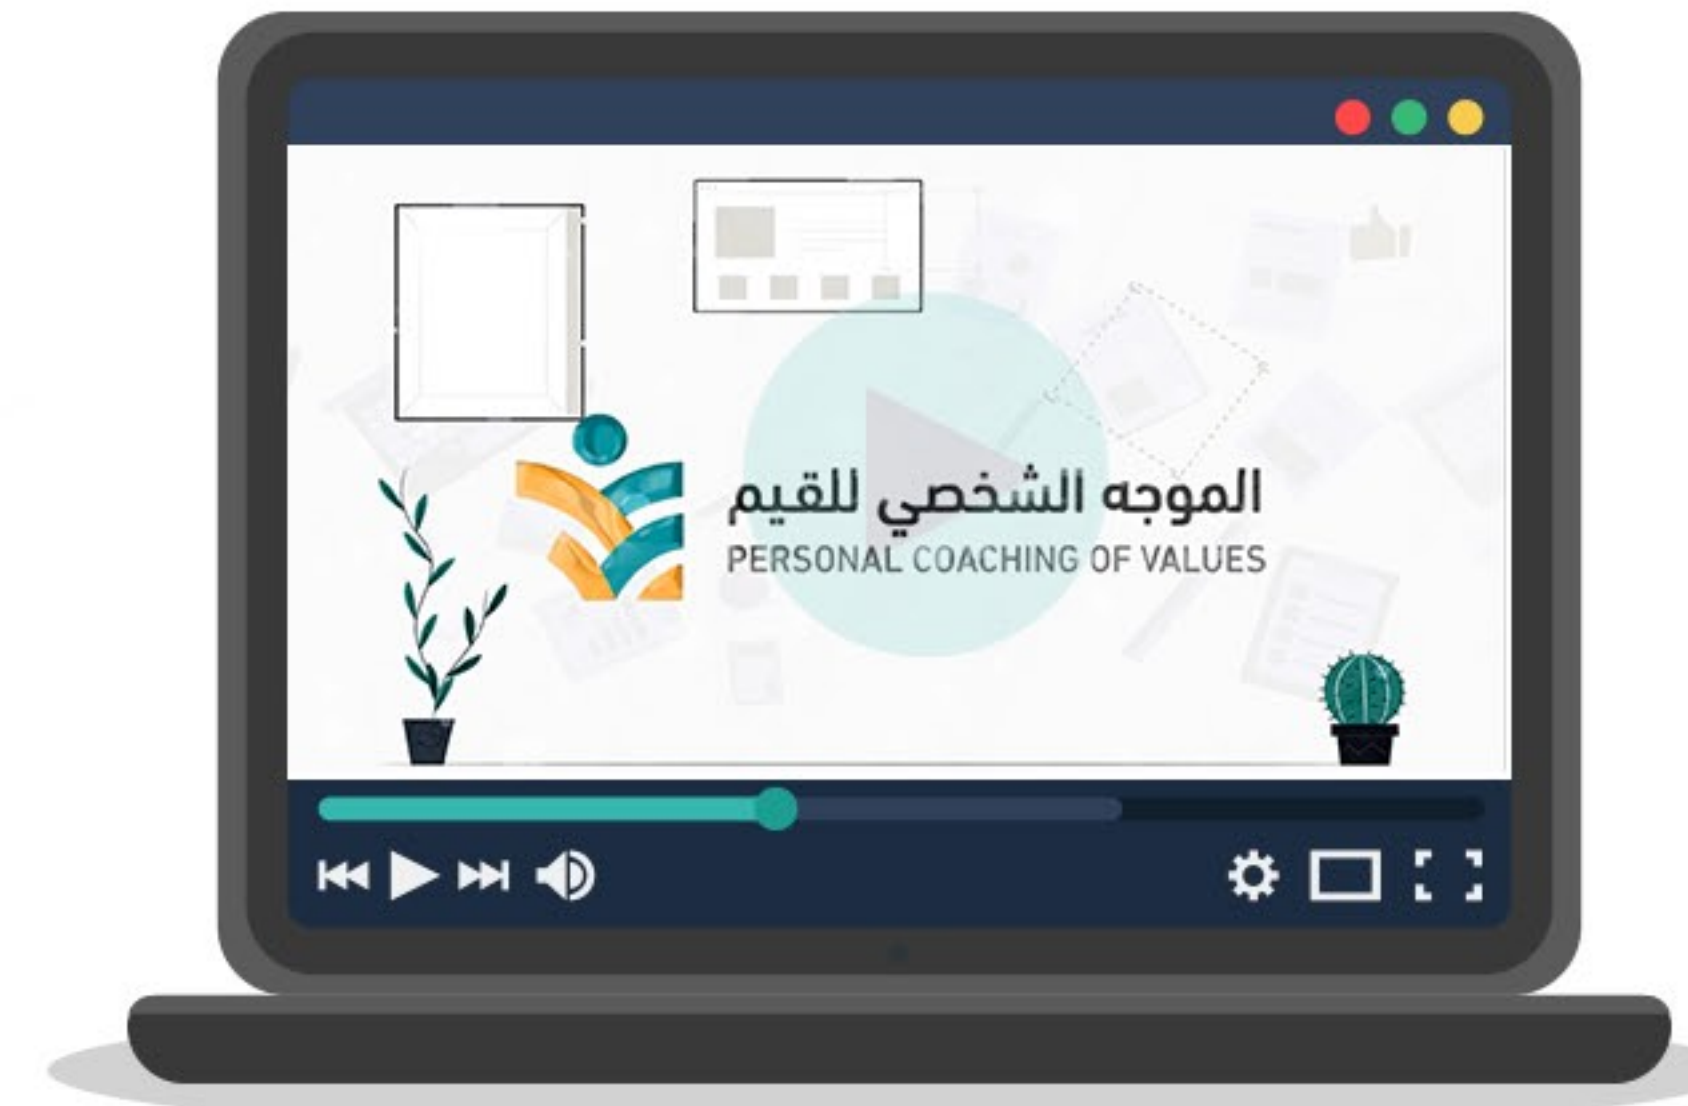 الموجه الشخصي للقيم
PERSONAL COACHING OF VALUES